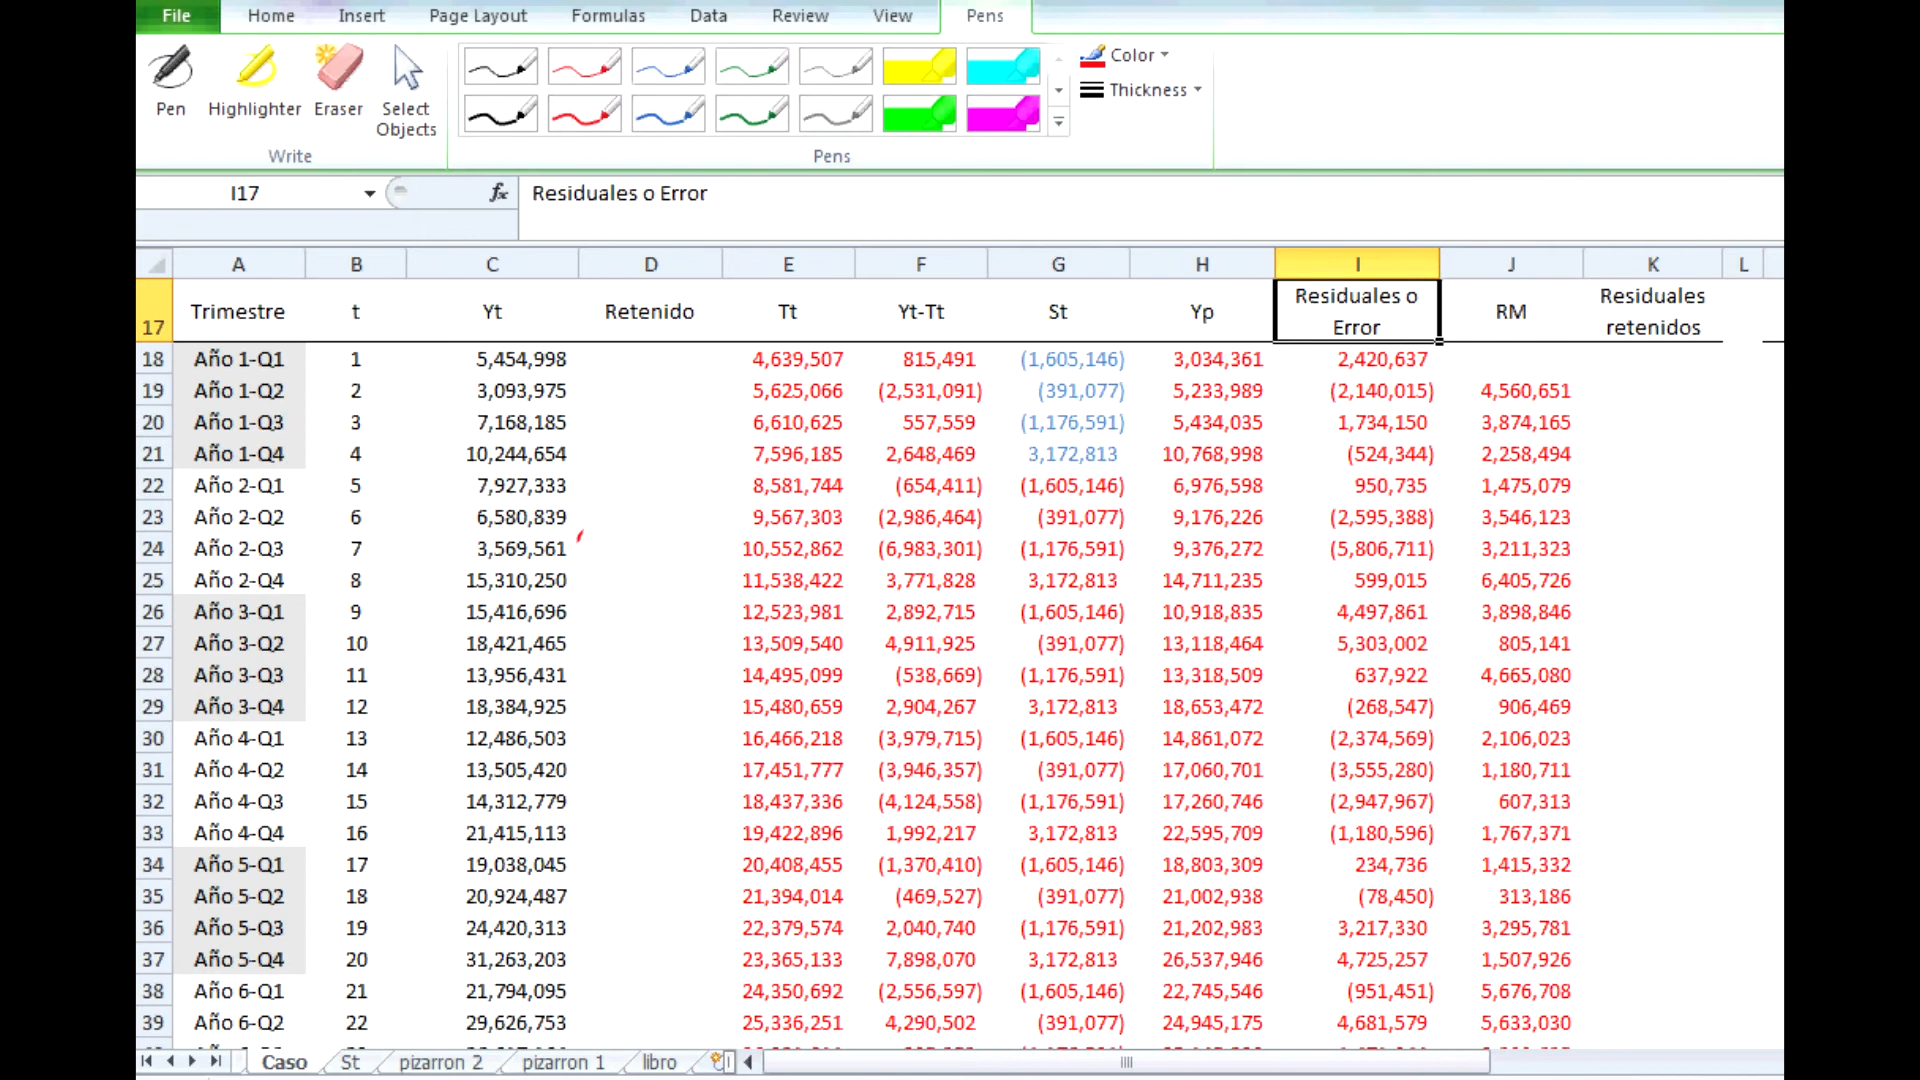 File Home Insert Page Layout Formulas Data Review View Pens
Pen Highlighter Eraser Select Objects Color Thickness
Write Pens
I17 fx Residuales o Error
A B C D E F G H I J K L
17 Trimestre t Yt Retenido Tt Yt-Tt St Yp Residuales o Error RM Residuales retenidos
18 Año 1-Q1 1 5,454,998 4,639,507 815,491 (1,605,146) 3,034,361 2,420,637
19 Año 1-Q2 2 3,093,975 5,625,066 (2,531,091) (391,077) 5,233,989 (2,140,015) 4,560,651
20 Año 1-Q3 3 7,168,185 6,610,625 557,559 (1,176,591) 5,434,035 1,734,150 3,874,165
21 Año 1-Q4 4 10,244,654 7,596,185 2,648,469 3,172,813 10,768,998 (524,344) 2,258,494
22 Año 2-Q1 5 7,927,333 8,581,744 (654,411) (1,605,146) 6,976,598 950,735 1,475,079
23 Año 2-Q2 6 6,580,839 9,567,303 (2,986,464) (391,077) 9,176,226 (2,595,388) 3,546,123
24 Año 2-Q3 7 3,569,561 10,552,862 (6,983,301) (1,176,591) 9,376,272 (5,806,711) 3,211,323
25 Año 2-Q4 8 15,310,250 11,538,422 3,771,828 3,172,813 14,711,235 599,015 6,405,726
26 Año 3-Q1 9 15,416,696 12,523,981 2,892,715 (1,605,146) 10,918,835 4,497,861 3,898,846
27 Año 3-Q2 10 18,421,465 13,509,540 4,911,925 (391,077) 13,118,464 5,303,002 805,141
28 Año 3-Q3 11 13,956,431 14,495,099 (538,669) (1,176,591) 13,318,509 637,922 4,665,080
29 Año 3-Q4 12 18,384,925 15,480,659 2,904,267 3,172,813 18,653,472 (268,547) 906,469
30 Año 4-Q1 13 12,486,503 16,466,218 (3,979,715) (1,605,146) 14,861,072 (2,374,569) 2,106,023
31 Año 4-Q2 14 13,505,420 17,451,777 (3,946,357) (391,077) 17,060,701 (3,555,280) 1,180,711
32 Año 4-Q3 15 14,312,779 18,437,336 (4,124,558) (1,176,591) 17,260,746 (2,947,967) 607,313
33 Año 4-Q4 16 21,415,113 19,422,896 1,992,217 3,172,813 22,595,709 (1,180,596) 1,767,371
34 Año 5-Q1 17 19,038,045 20,408,455 (1,370,410) (1,605,146) 18,803,309 234,736 1,415,332
35 Año 5-Q2 18 20,924,487 21,394,014 (469,527) (391,077) 21,002,938 (78,450) 313,186
36 Año 5-Q3 19 24,420,313 22,379,574 2,040,740 (1,176,591) 21,202,983 3,217,330 3,295,781
37 Año 5-Q4 20 31,263,203 23,365,133 7,898,070 3,172,813 26,537,946 4,725,257 1,507,926
38 Año 6-Q1 21 21,794,095 24,350,692 (2,556,597) (1,605,146) 22,745,546 (951,451) 5,676,708
39 Año 6-Q2 22 29,626,753 25,336,251 4,290,502 (391,077) 24,945,175 4,681,579 5,633,030
Caso St pizarron 2 pizarron 1 libro